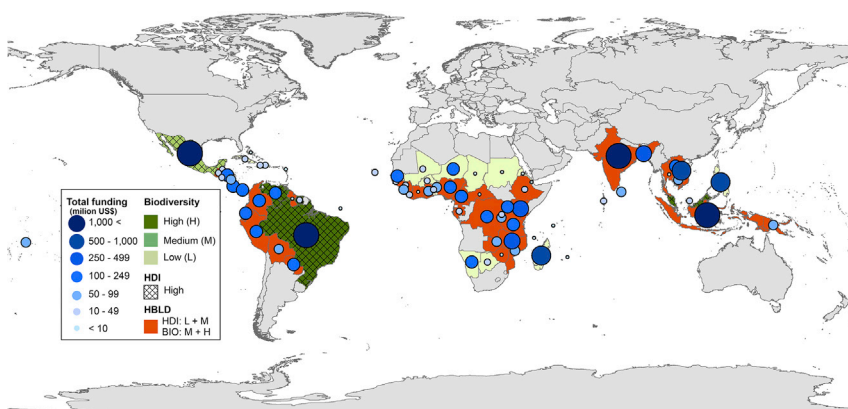 Total funding
(milion US$)
1,000 <
500 - 1,000
250 - 499
100 - 249
50 - 99
10 - 49
< 10
Biodiversity
High (H)
Medium (M)
Low (L)
HDI
High
HBLD
HDI: L + M
BIO: M + H